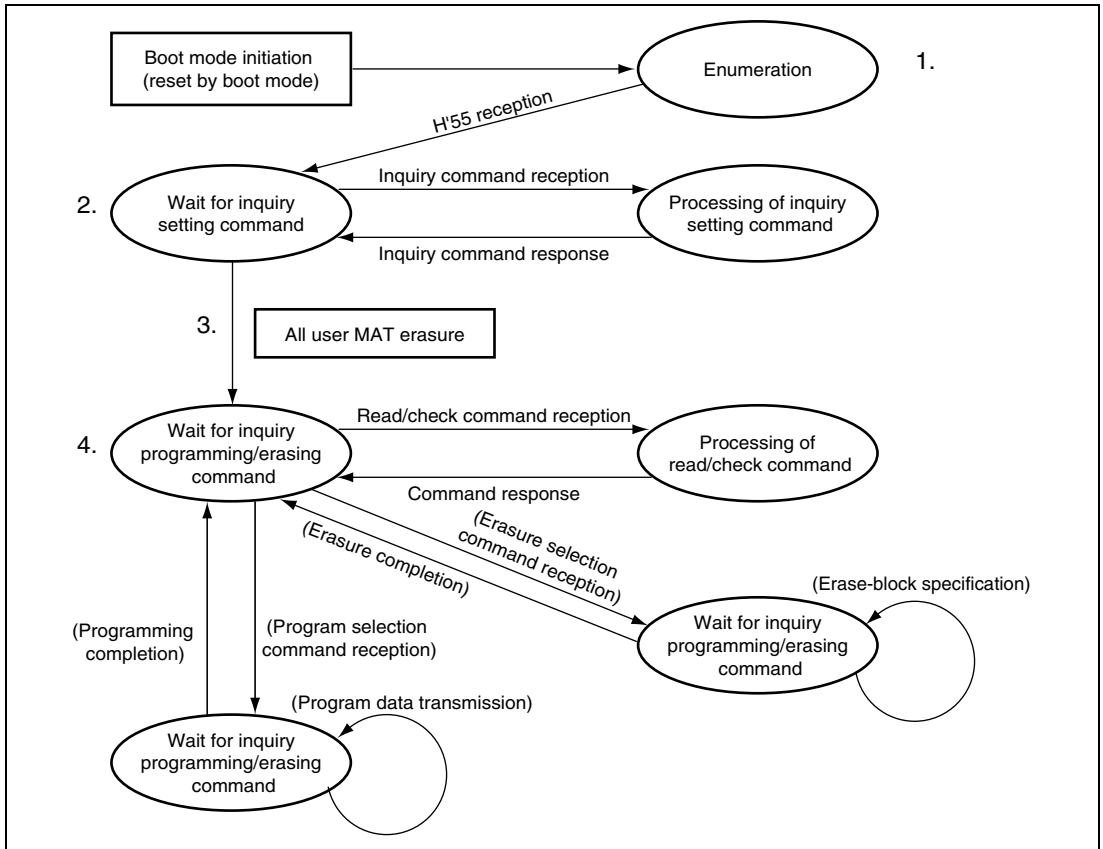 Boot mode initiation
(reset by boot mode)
Enumeration
1.
H'55 reception
2.
Wait for inquiry
setting command
Inquiry command reception
Inquiry command response
Processing of inquiry
setting command
3.
All user MAT erasure
4.
Wait for inquiry
programming/erasing
command
Read/check command reception
Command response
Processing of
read/check command
(Erasure selection
command reception)
(Erasure completion)
(Erase-block specification)
Wait for inquiry
programming/erasing
command
(Programming
completion)
(Program selection
command reception)
(Program data transmission)
Wait for inquiry
programming/erasing
command